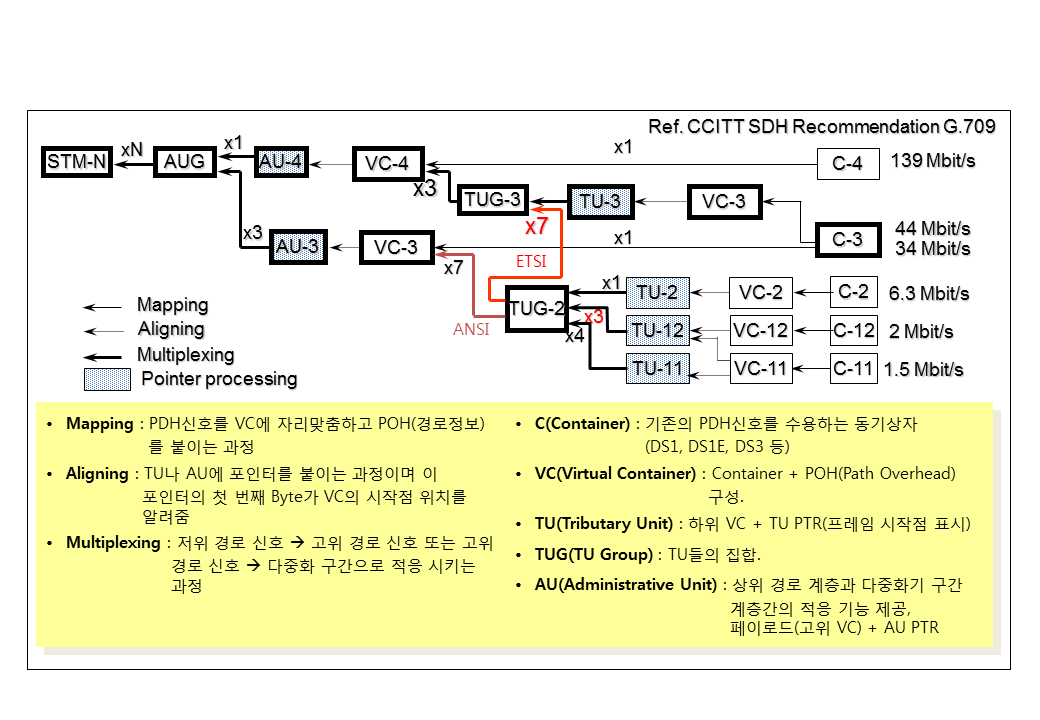 Ref. CCITT SDH Recommendation G.709
STM-N
xN
AUG
x1
AU-4
VC-4
x1
C-4
139 Mbit/s
x3
TUG-3
TU-3
VC-3
x7
x3
AU-3
VC-3
x1
C-3
44 Mbit/s
34 Mbit/s
x7
ETSI
ANSI
TUG-2
x1
TU-2
VC-2
C-2
6.3 Mbit/s
x3
TU-12
VC-12
C-12
2 Mbit/s
x4
TU-11
VC-11
C-11
1.5 Mbit/s
Mapping
Aligning
Multiplexing
Pointer processing
• Mapping : PDH신호를 VC에 자리맞춤하고 POH(경로정보)
를 붙이는 과정
• Aligning : TU나 AU에 포인터를 붙이는 과정이며 이
포인터의 첫 번째 Byte가 VC의 시작점 위치를
알려줌
• Multiplexing : 저위 경로 신호 → 고위 경로 신호 또는 고위
경로 신호 → 다중화 구간으로 적응 시키는
과정
• C(Container) : 기존의 PDH신호를 수용하는 동기상자
(DS1, DS1E, DS3 등)
• VC(Virtual Container) : Container + POH(Path Overhead)
구성.
• TU(Tributary Unit) : 하위 VC + TU PTR(프레임 시작점 표시)
• TUG(TU Group) : TU들의 집합.
• AU(Administrative Unit) : 상위 경로 계층과 다중화기 구간
계층간의 적응 기능 제공,
페이로드(고위 VC) + AU PTR